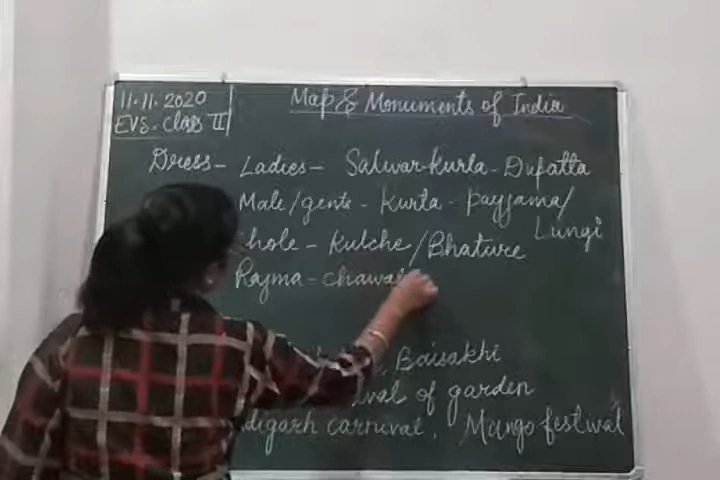 11.11.2020
EVS- Class II
Map & Monuments of India
Dress - Ladies - Salwar-kurta - Dupatta
Male/gents - Kurta - payjama/
Lungi
hole - Kulche/Bhature
Rajma - chawal
Baisakhi
val of garden
digarh carnival, Mango festival